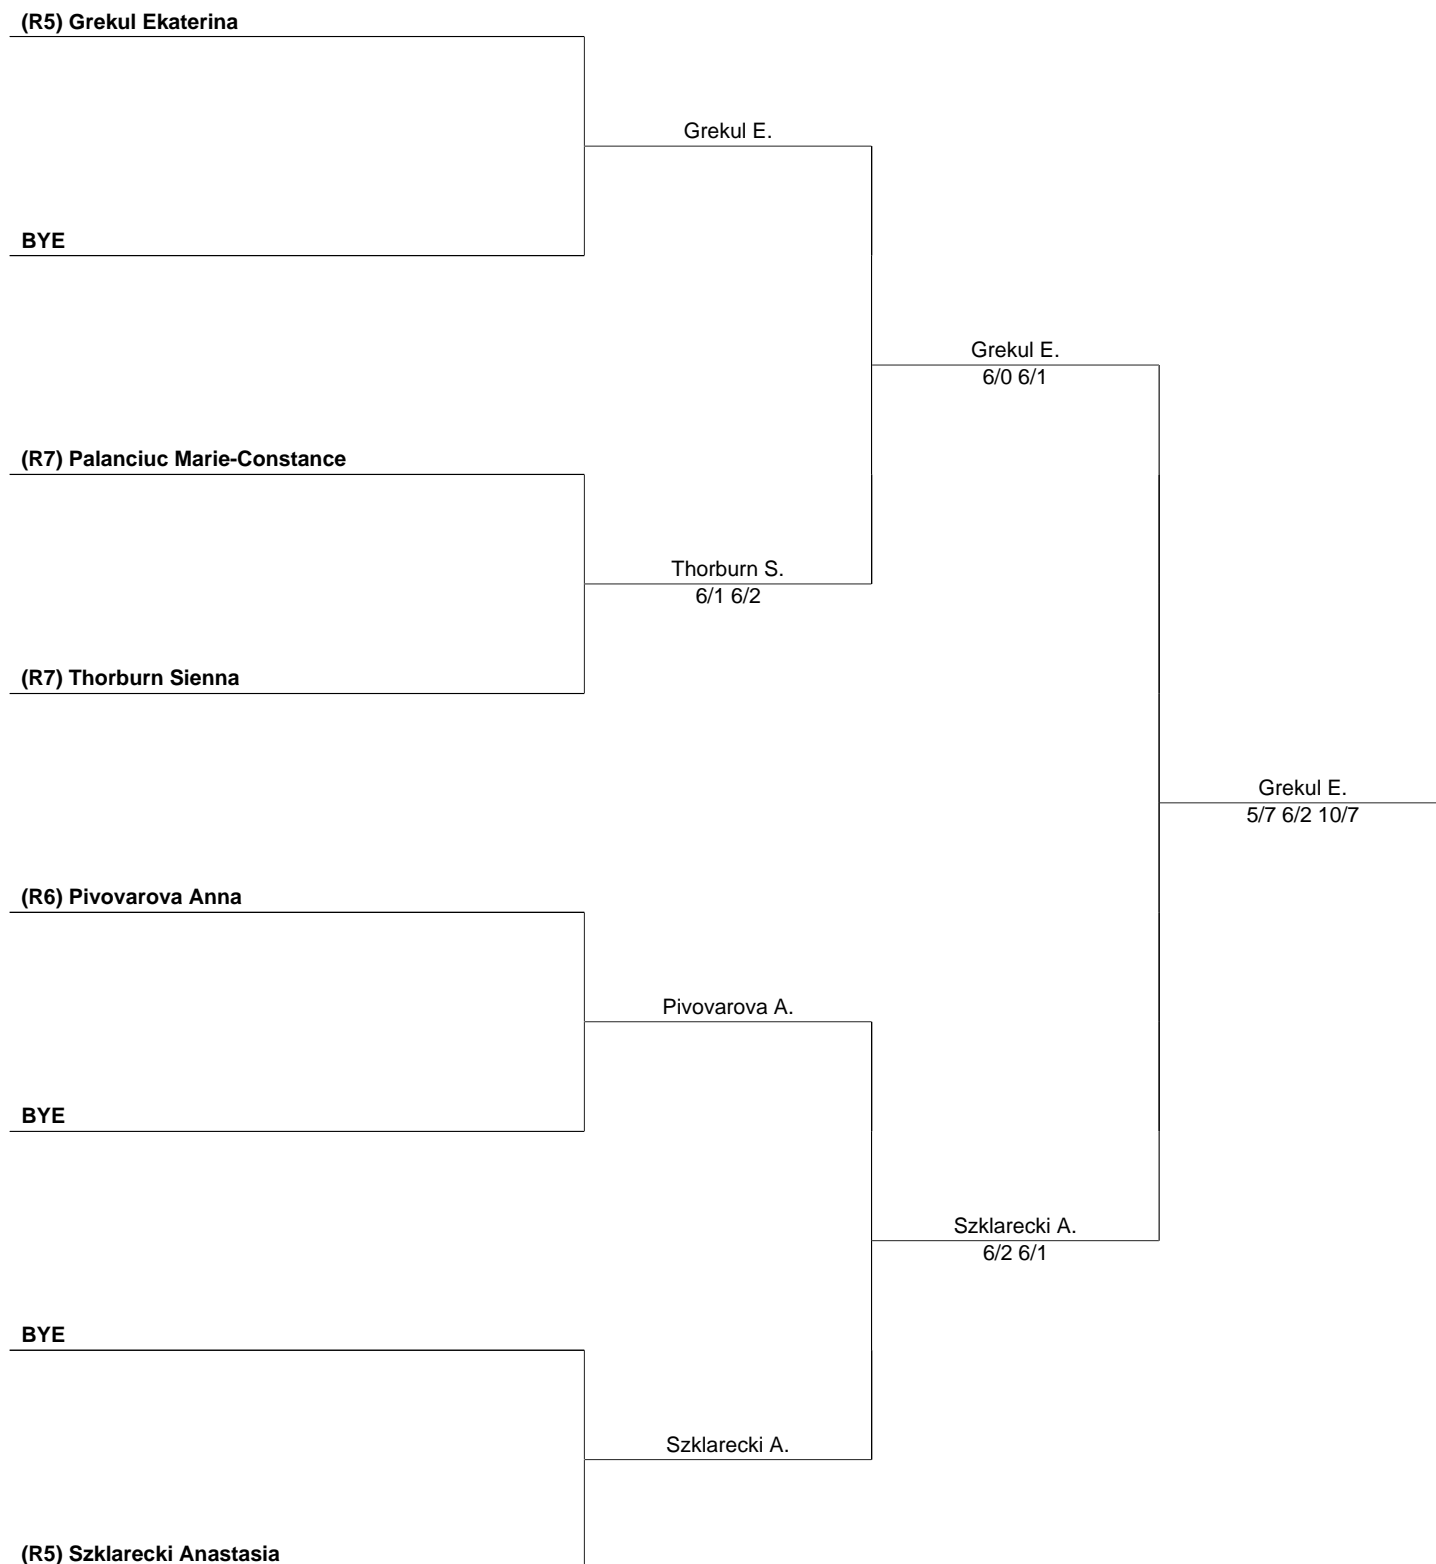 (R5) Grekul Ekaterina
Grekul E.
BYE
Grekul E.
6/0 6/1
(R7) Palanciuc Marie-Constance
Thorburn S.
6/1 6/2
(R7) Thorburn Sienna
Grekul E.
5/7 6/2 10/7
(R6) Pivovarova Anna
Pivovarova A.
BYE
Szklarecki A.
6/2 6/1
BYE
Szklarecki A.
(R5) Szklarecki Anastasia